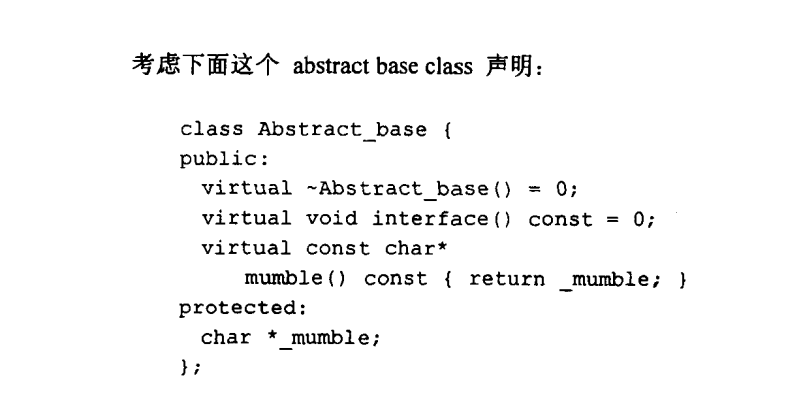 考虑下面这个 abstract base class 声明：
class Abstract_base {
public:
virtual ~Abstract_base() = 0;
virtual void interface() const = 0;
virtual const char*
mumble() const { return _mumble; }
protected:
char *_mumble;
};